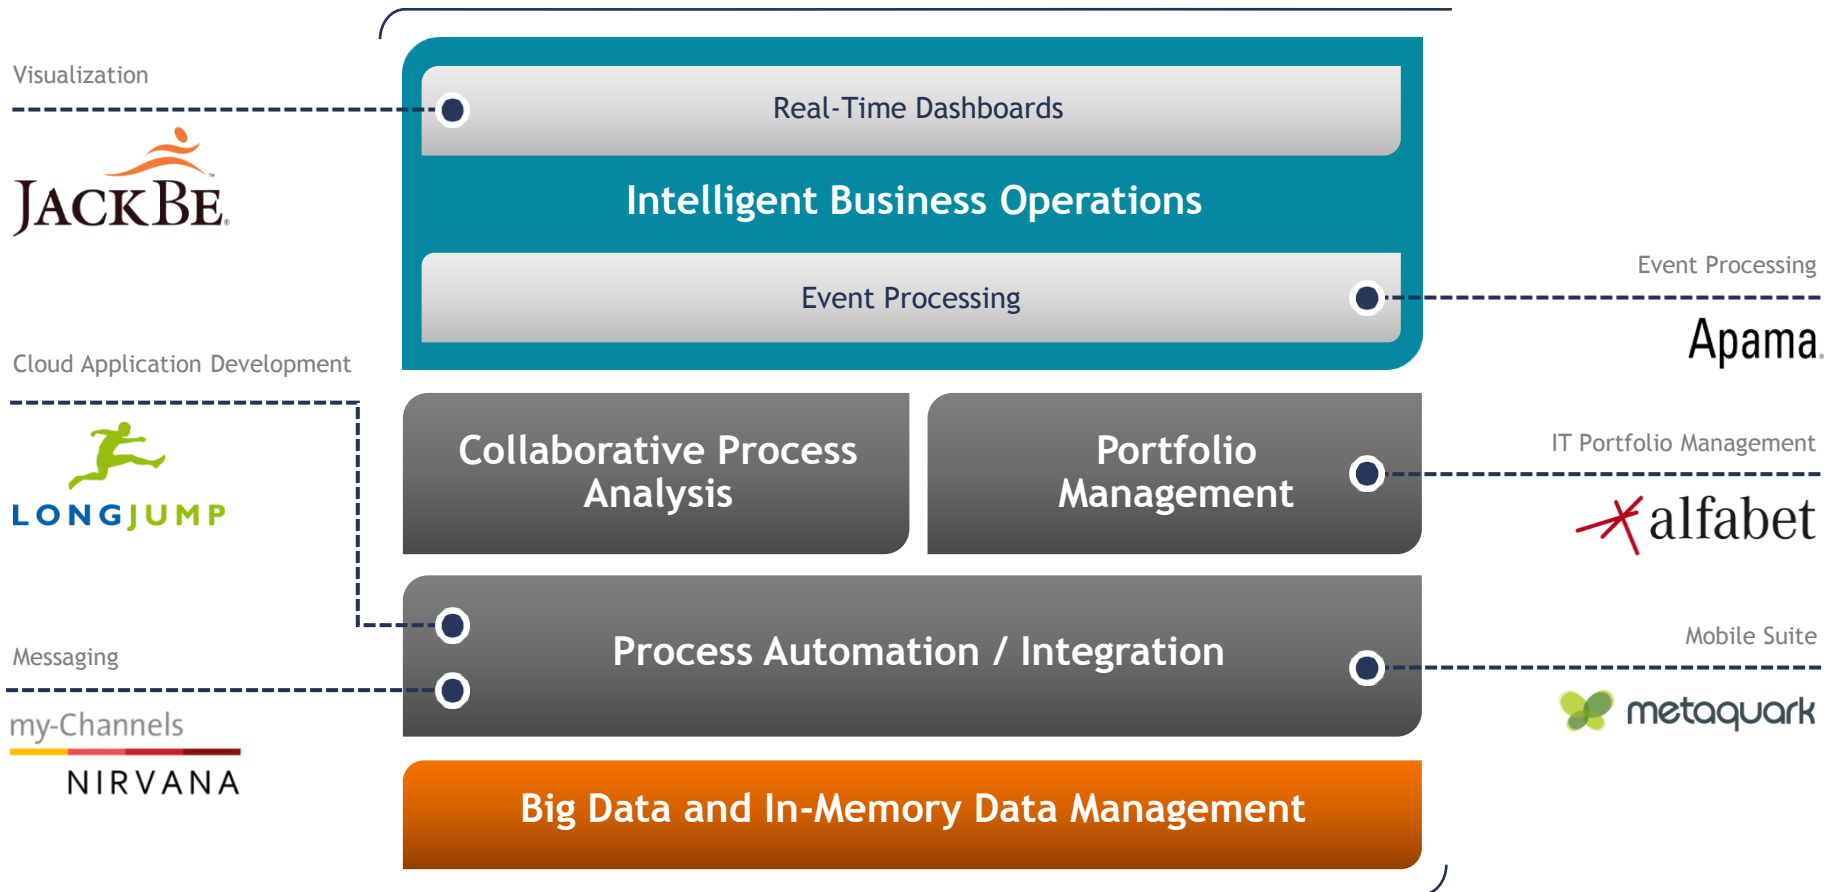 Visualization
JACKBE™®
Cloud Application Development
LONGJUMP
Messaging
my-Channels
NIRVANA
Real-Time Dashboards
Intelligent Business Operations
Event Processing
Collaborative Process
Analysis
Portfolio
Management
Process Automation / Integration
Big Data and In-Memory Data Management
Event Processing
Apama®
IT Portfolio Management
alfabet
Mobile Suite
metaquark